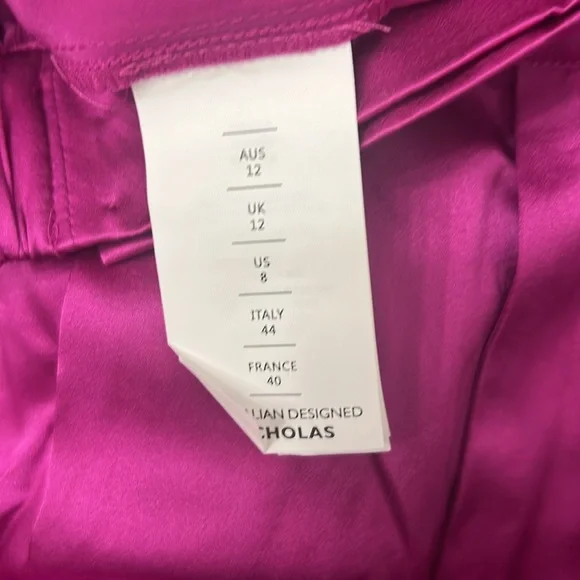 AUS
12
UK
12
US
8
ITALY
44
FRANCE
40
LIAN DESIGNED
CHOLAS